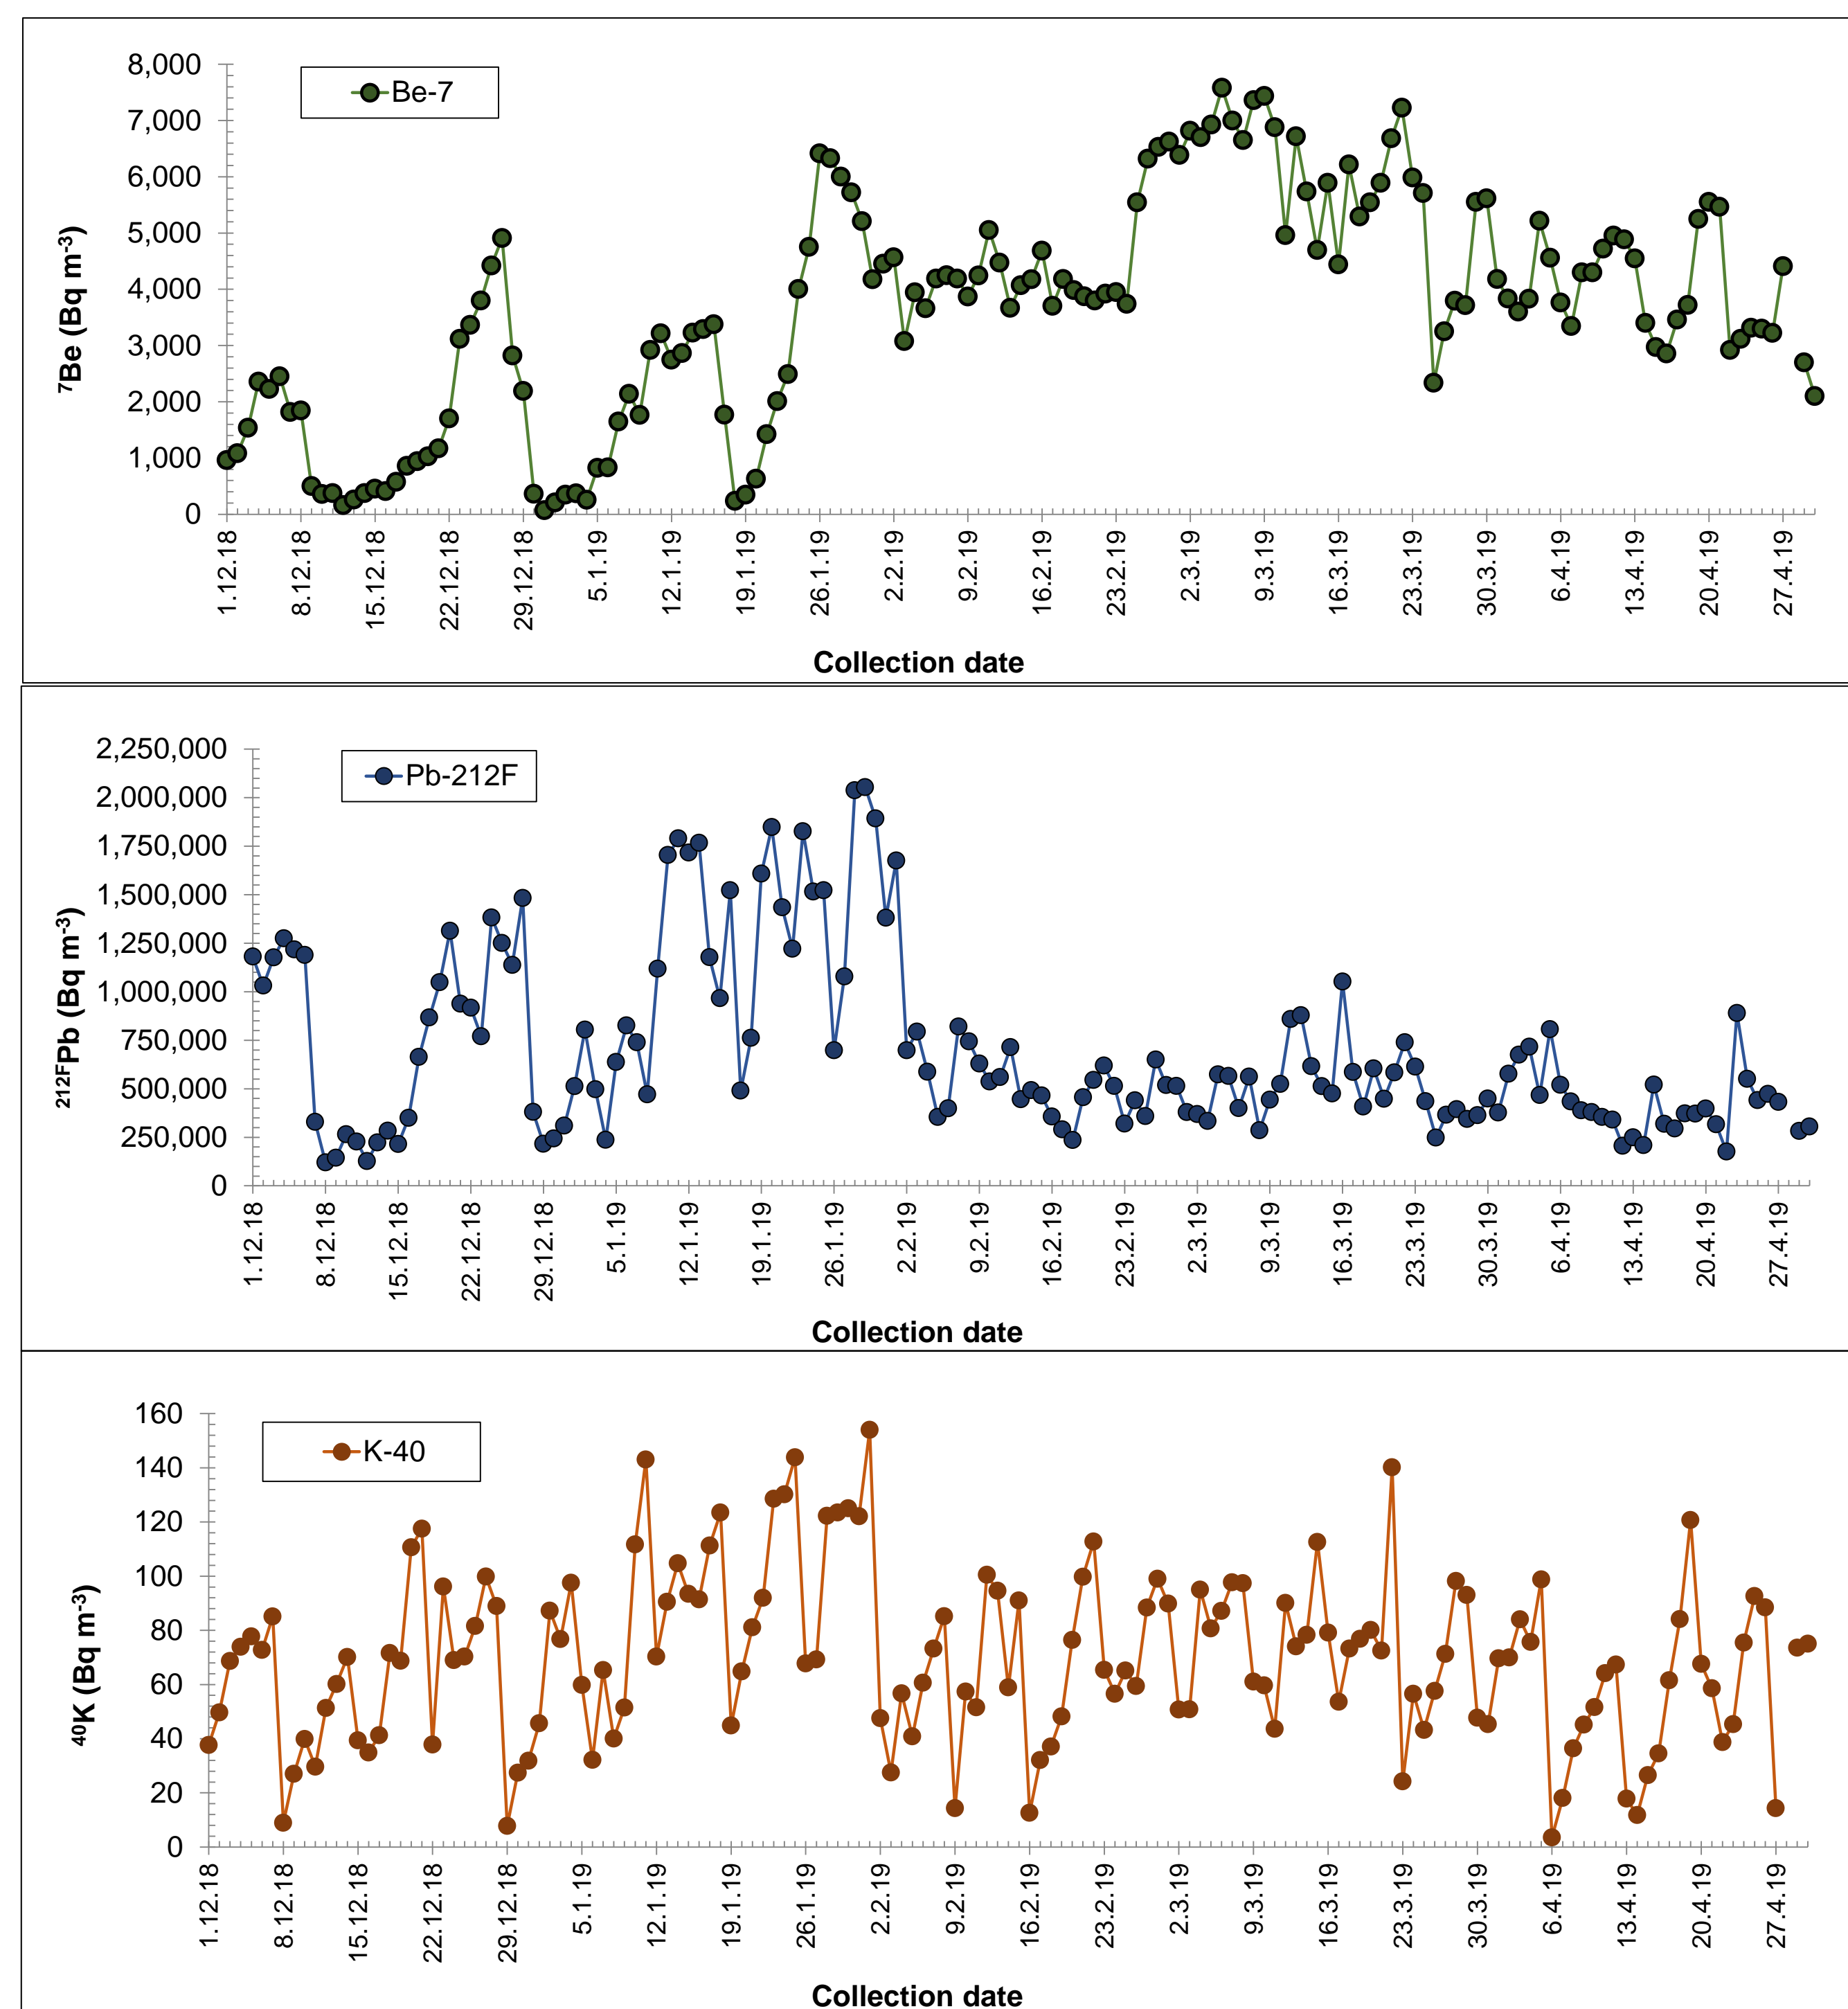 8,000
7,000
6,000
5,000
4,000
3,000
2,000
1,000
0
Be-7
⁷Be (Bq m⁻³)
1.12.18 8.12.18 15.12.18 22.12.18 29.12.18 5.1.19 12.1.19 19.1.19 26.1.19 2.2.19 9.2.19 16.2.19 23.2.19 2.3.19 9.3.19 16.3.19 23.3.19 30.3.19 6.4.19 13.4.19 20.4.19 27.4.19
Collection date
2,250,000
2,000,000
1,750,000
1,500,000
1,250,000
1,000,000
750,000
500,000
250,000
0
Pb-212F
²¹²ᶠPb (Bq m⁻³)
1.12.18 8.12.18 15.12.18 22.12.18 29.12.18 5.1.19 12.1.19 19.1.19 26.1.19 2.2.19 9.2.19 16.2.19 23.2.19 2.3.19 9.3.19 16.3.19 23.3.19 30.3.19 6.4.19 13.4.19 20.4.19 27.4.19
Collection date
160
140
120
100
80
60
40
20
0
K-40
⁴⁰K (Bq m⁻³)
1.12.18 8.12.18 15.12.18 22.12.18 29.12.18 5.1.19 12.1.19 19.1.19 26.1.19 2.2.19 9.2.19 16.2.19 23.2.19 2.3.19 9.3.19 16.3.19 23.3.19 30.3.19 6.4.19 13.4.19 20.4.19 27.4.19
Collection date